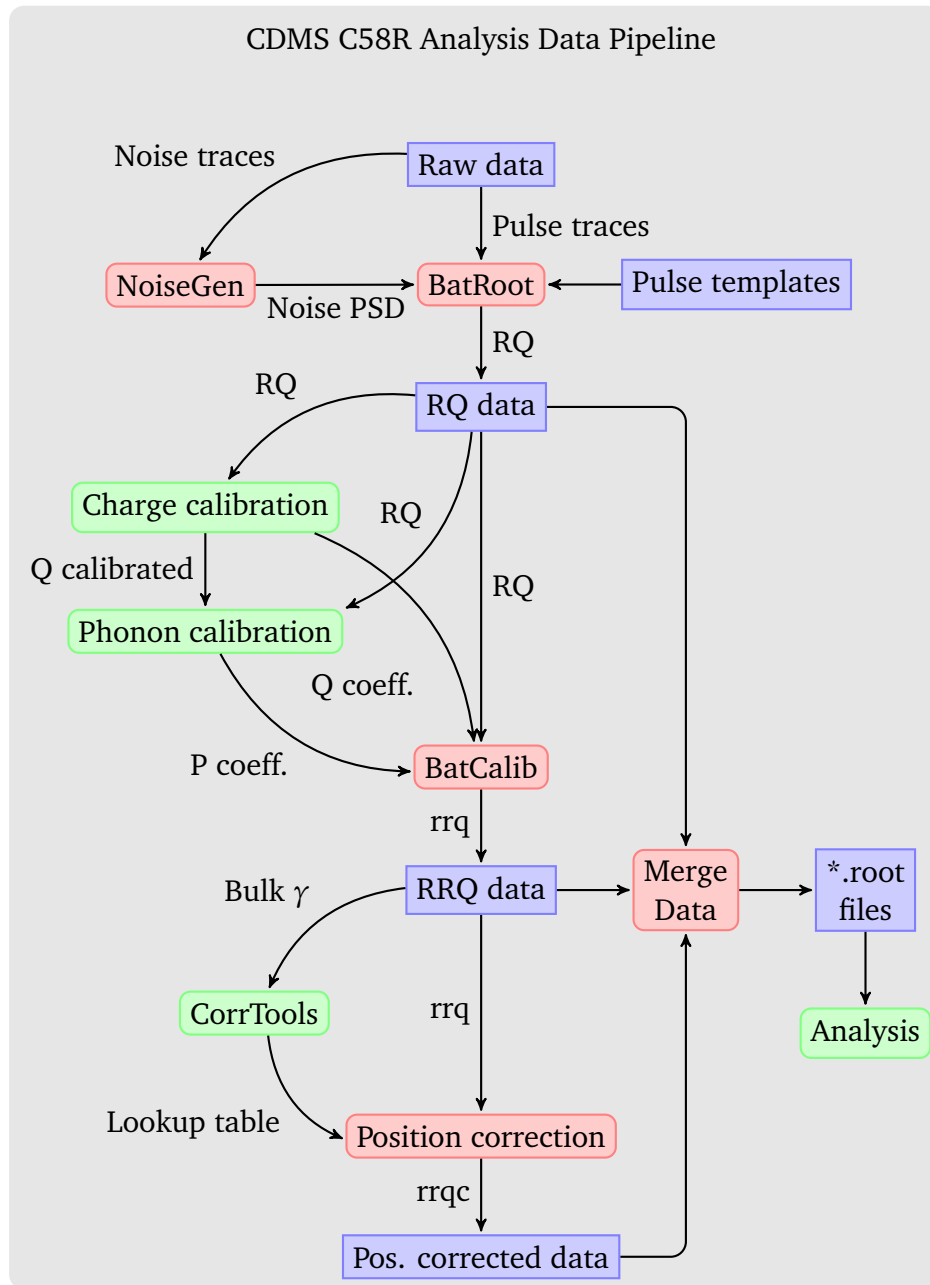 CDMS C58R Analysis Data Pipeline
Noise traces
Raw data
Pulse traces
NoiseGen
Noise PSD
BatRoot
Pulse templates
RQ
RQ
RQ data
Charge calibration
RQ
Q calibrated
RQ
Phonon calibration
Q coeff.
P coeff.
BatCalib
rrq
Bulk γ
RRQ data
Merge
Data
*.root
files
CorrTools
rrq
Analysis
Lookup table
Position correction
rrqc
Pos. corrected data